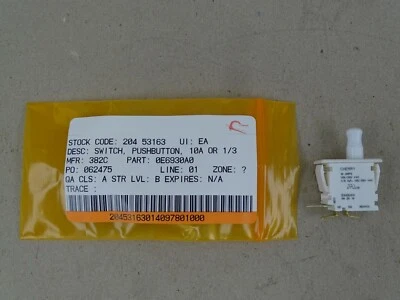 STOCK CODE: 204 53163 UI: EA
DESC: SWITCH, PUSHBUTTON, 10A OR 1/3
MFR: 382C PART: 0E6930A0
PO: 062475 LINE: 01 ZONE: ?
QA CLS: A STR LVL: B EXPIRES: N/A
TRACE :
20453163014097801000
CHERRY